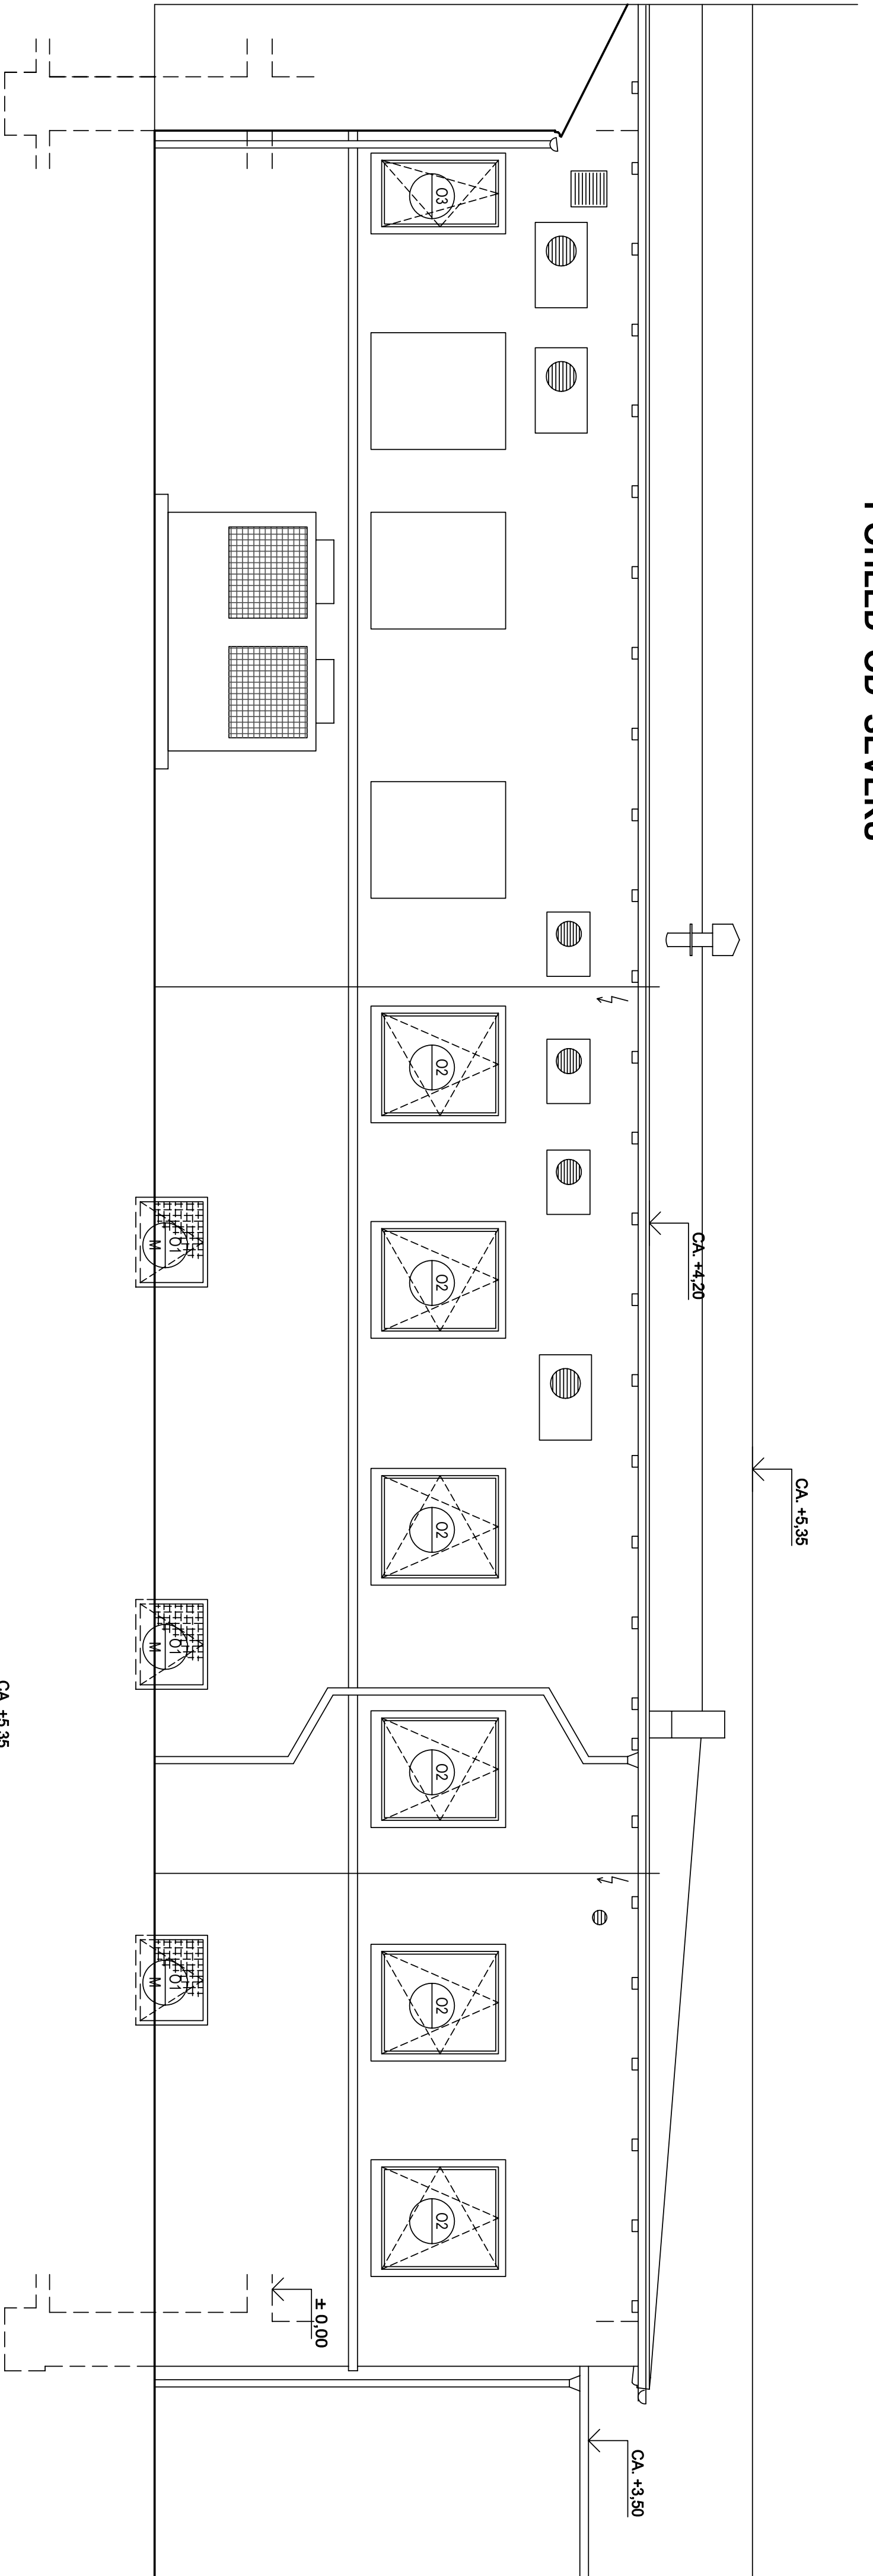 POHLED OD SEVERU
CA. +5,35
CA. +4,20
CA. +3,50
O3
O2
O2
O2
O2
O2
O2
± 0,00
O1
M
O1
M
O1
M
CA. +5,35